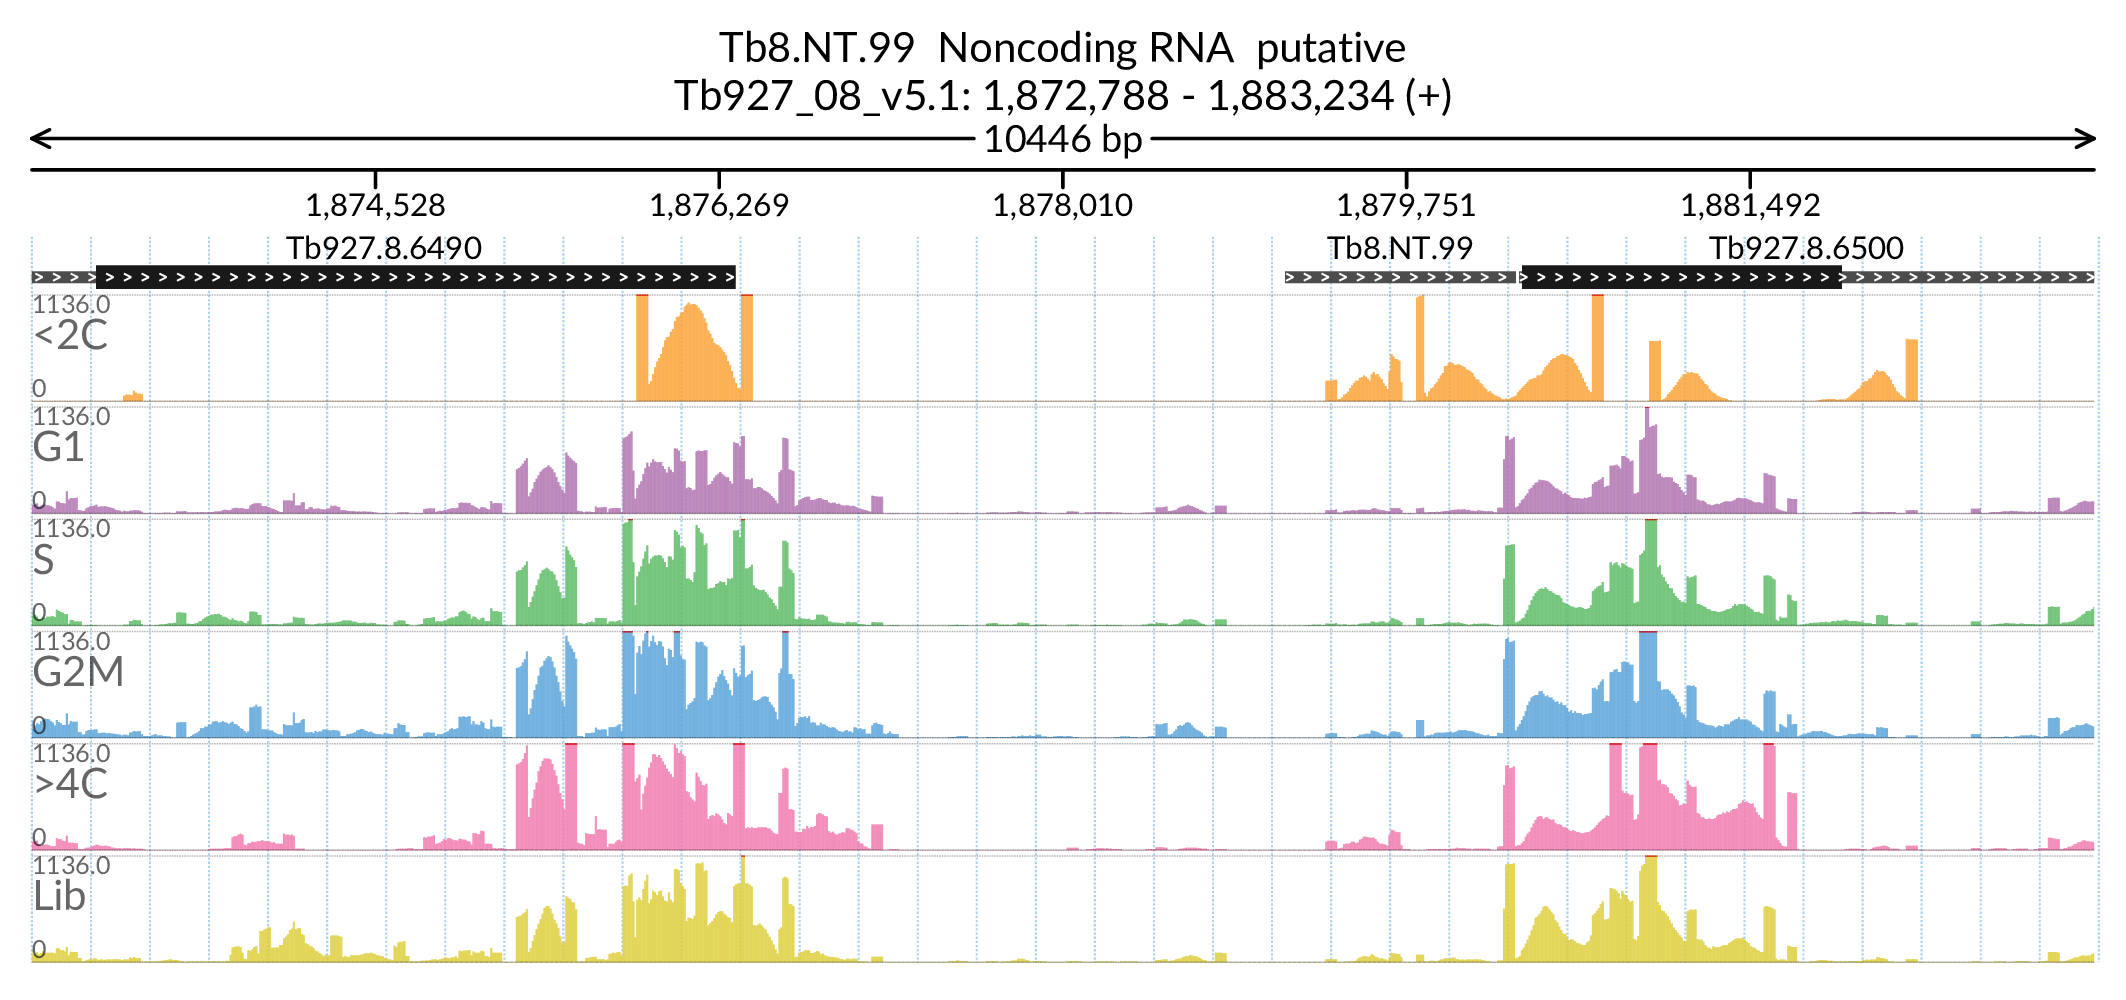 Tb8.NT.99 Noncoding RNA putative
Tb927_08_v5.1: 1,872,788 - 1,883,234 (+)
10446 bp
1,874,528 1,876,269 1,878,010 1,879,751 1,881,492
Tb927.8.6490 Tb8.NT.99 Tb927.8.6500
1136.0
<2C
0
1136.0
G1
0
1136.0
S
0
1136.0
G2M
0
1136.0
>4C
0
1136.0
Lib
0